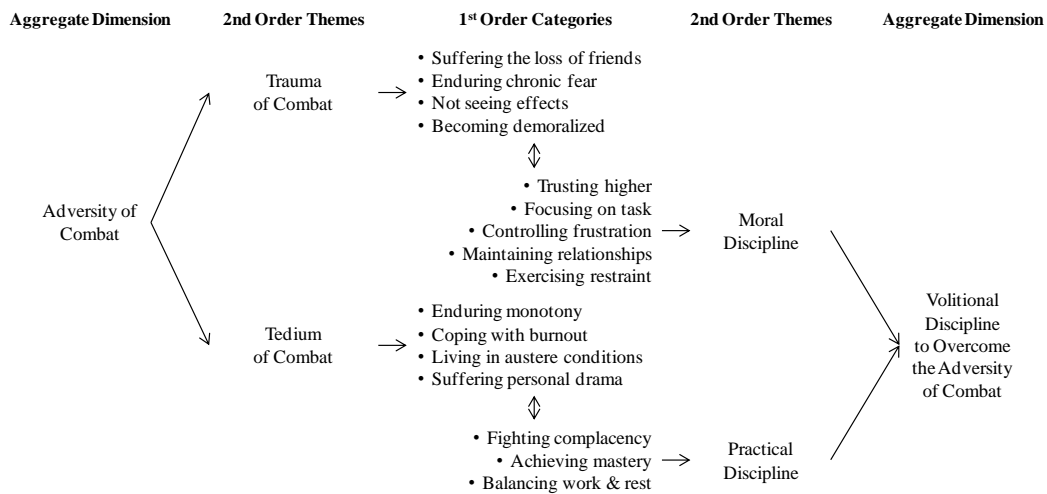 Aggregate Dimension
2nd Order Themes
1st Order Categories
2nd Order Themes
Aggregate Dimension
• Suffering the loss of friends
• Enduring chronic fear
• Not seeing effects
• Becoming demoralized
Trauma
of Combat
• Trusting higher
• Focusing on task
• Controlling frustration
• Maintaining relationships
• Exercising restraint
Adversity of
Combat
Moral
Discipline
• Enduring monotony
• Coping with burnout
• Living in austere conditions
• Suffering personal drama
Tedium
of Combat
Volitional
Discipline
to Overcome
the Adversity
of Combat
• Fighting complacency
• Achieving mastery
• Balancing work & rest
Practical
Discipline